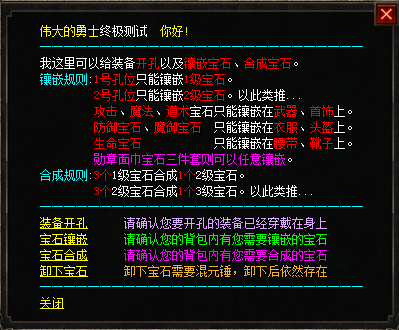 伟大的勇士终极测试 你好!
我这里可以给装备开孔以及镶嵌宝石、合成宝石。
镶嵌规则:1号孔位只能镶嵌1级宝石。
2号孔位只能镶嵌2级宝石。以此类推...
攻击、魔法、道术宝石只能镶嵌在武器、首饰上。
防御宝石、魔御宝石 只能镶嵌在衣服、头盔上。
生命宝石 只能镶嵌在腰带、靴子上。
勋章面巾宝石三件套则可以任意镶嵌。
合成规则:3个1级宝石合成1个2级宝石。
3个2级宝石合成1个3级宝石。以此类推...
装备开孔 请确认您要开孔的装备已经穿戴在身上
宝石镶嵌 请确认您的背包内有您需要镶嵌的宝石
宝石合成 请确认您的背包内有您需要合成的宝石
卸下宝石 卸下宝石需要混元锤，卸下后依然存在
关闭